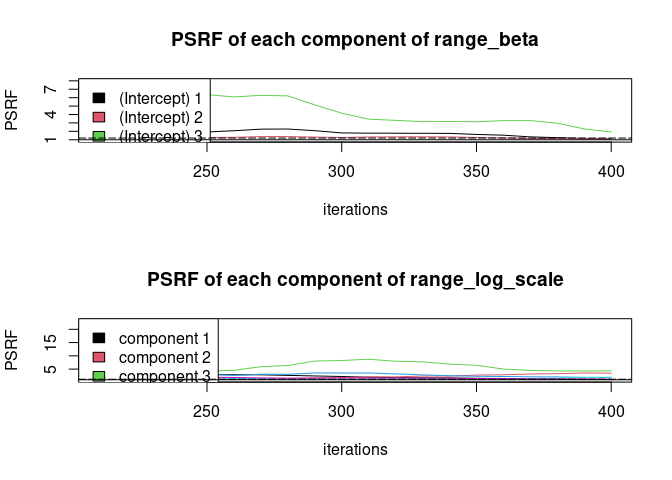 PSRF of each component of range_beta
PSRF
7
4
1
(Intercept) 1
(Intercept) 2
(Intercept) 3
250 300 350 400
iterations
PSRF of each component of range_log_scale
PSRF
15
5
component 1
component 2
component 3
250 300 350 400
iterations